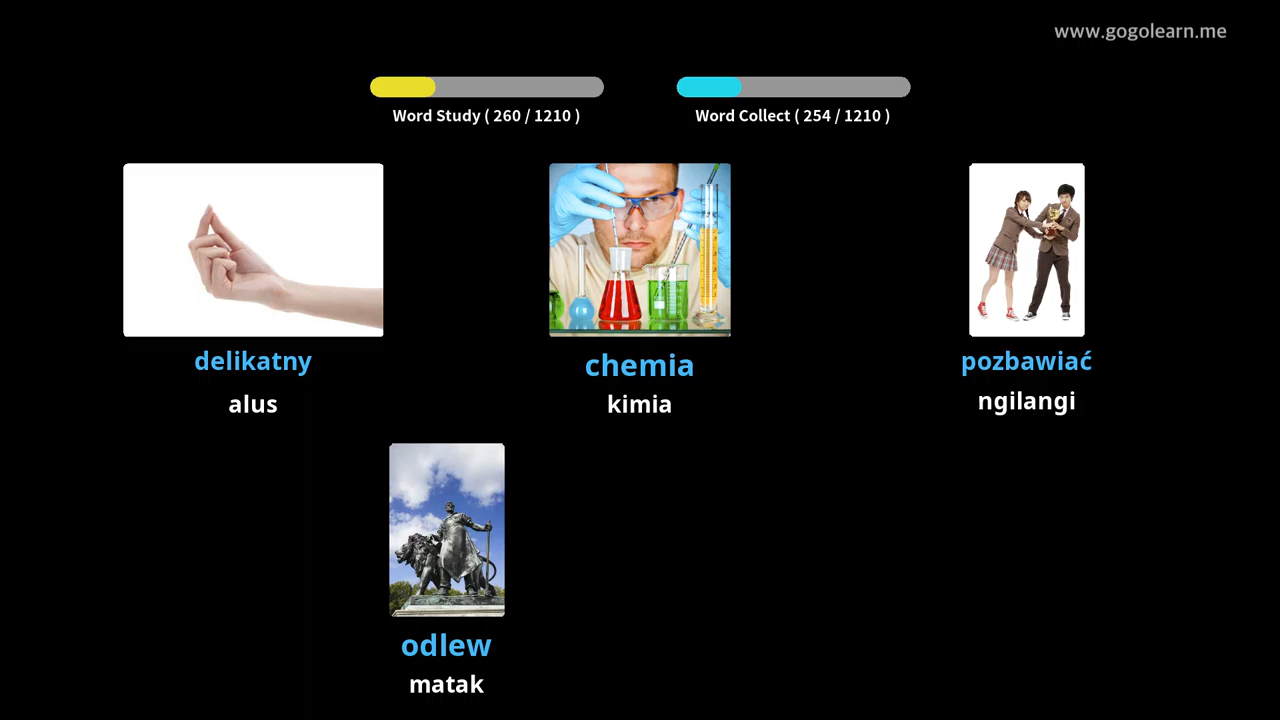 www.gogolearn.me
Word Study ( 260 / 1210 )
Word Collect ( 254 / 1210 )
delikatny
alus
chemia
kimia
pozbawiać
ngilangi
odlew
matak